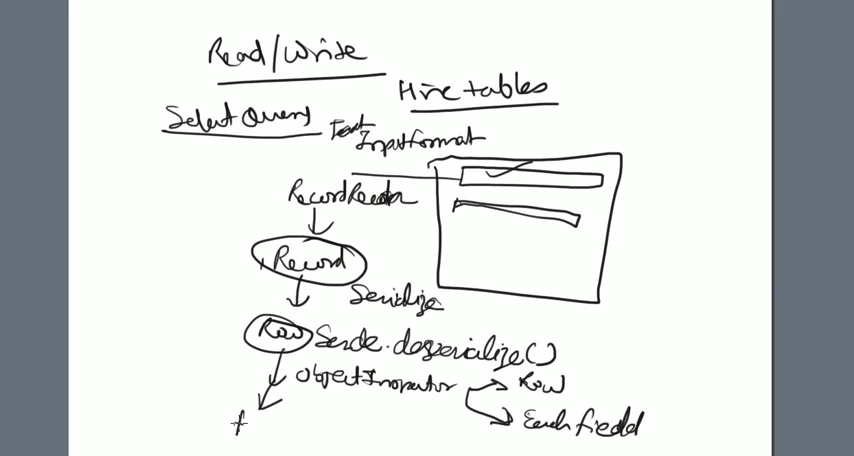 Read/Write
Hive tables
Select Query
Text
InputFormat
RecordReader
Record
Serialize
Row Serde.deserialize()
ObjectInspector
Row
Each field